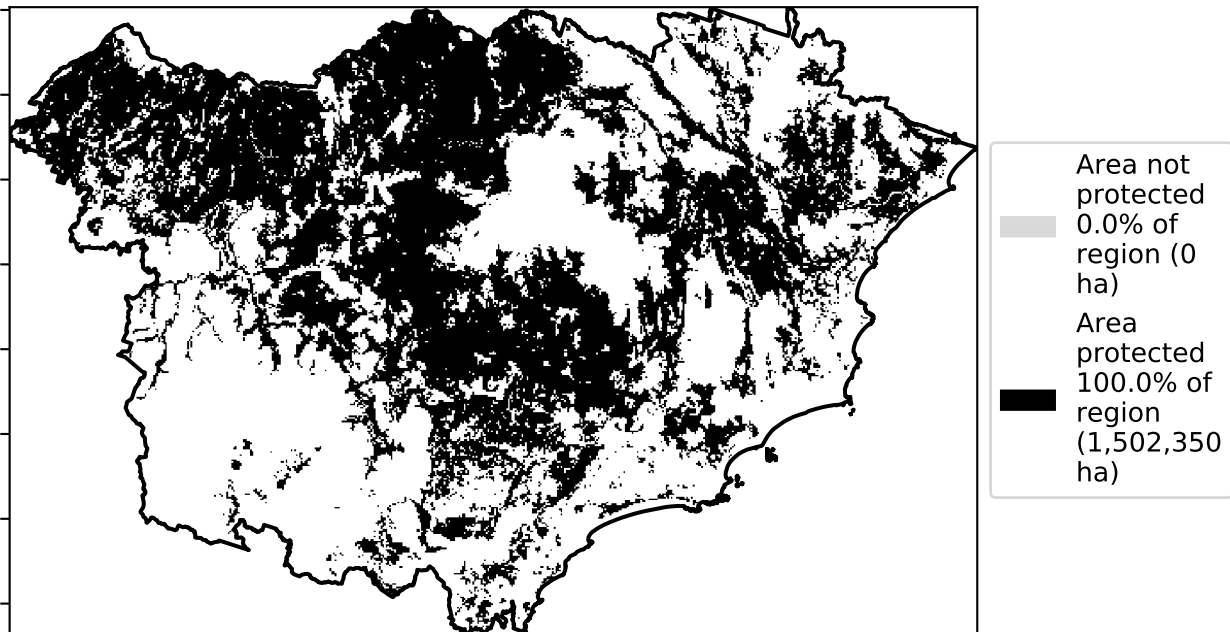 Area not
protected
0.0% of
region (0
ha)
Area
protected
100.0% of
region
(1,502,350
ha)